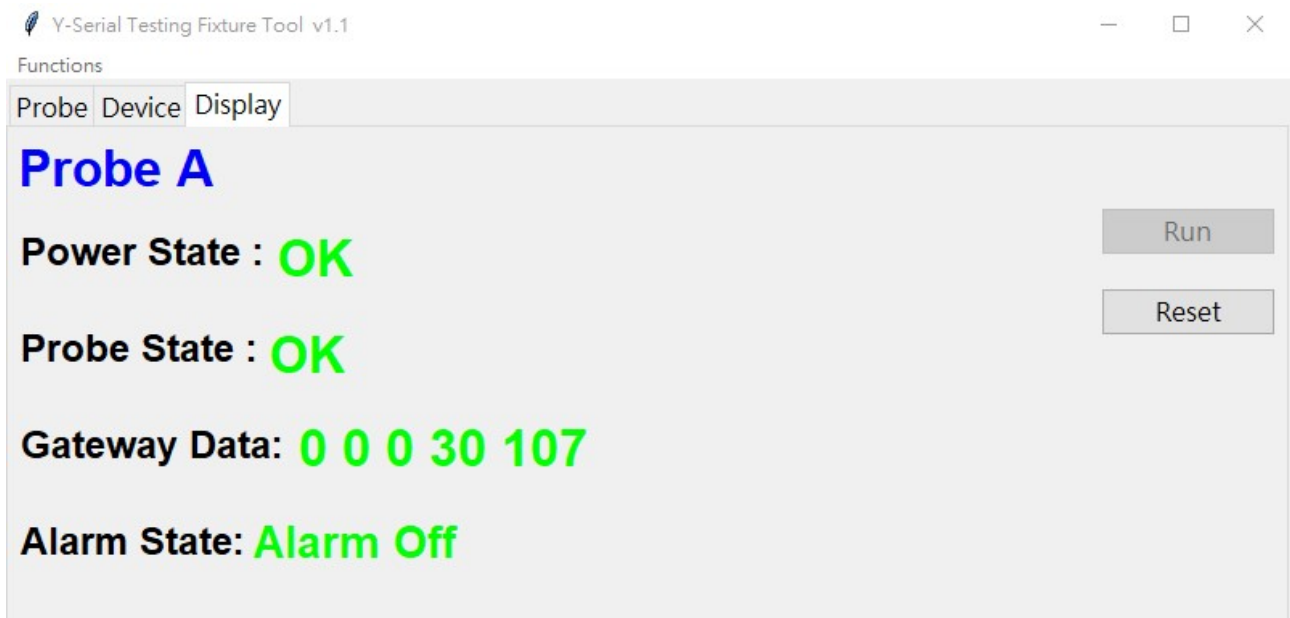 Y-Serial Testing Fixture Tool v1.1
Functions
Probe Device Display
Probe A
Run
Power State : OK
Reset
Probe State : OK
Gateway Data: 0 0 0 30 107
Alarm State: Alarm Off